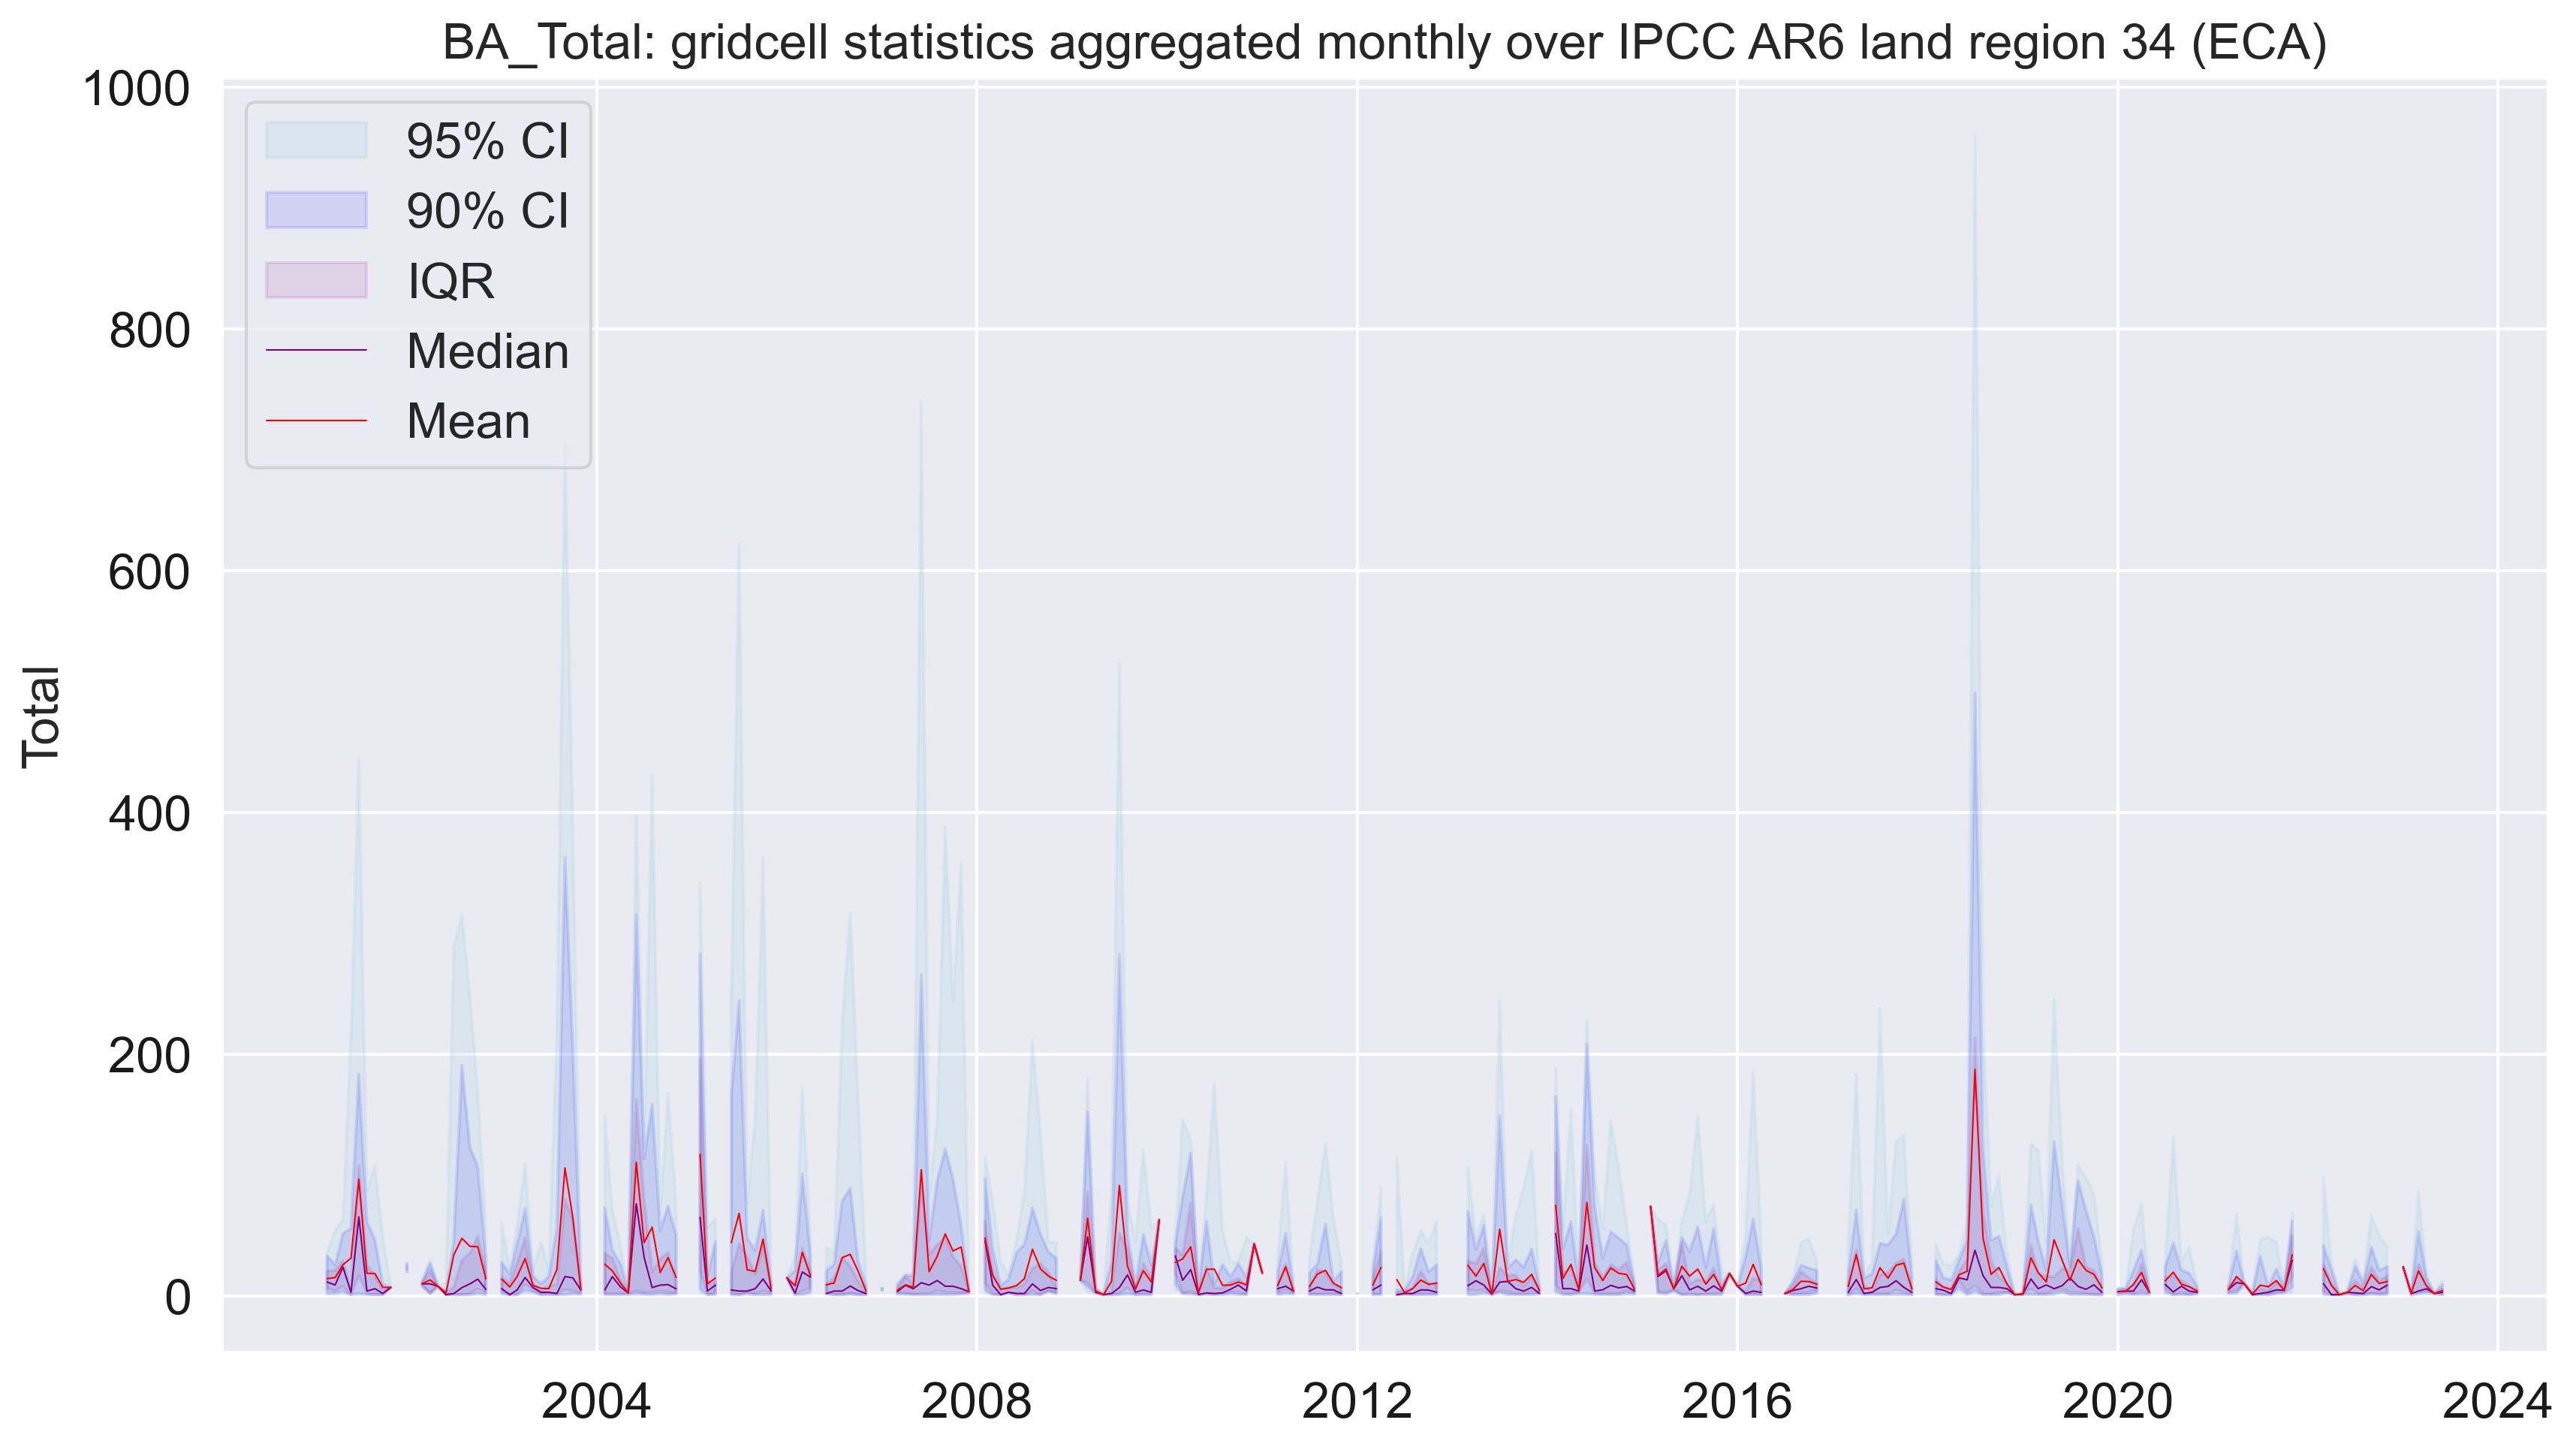 BA_Total: gridcell statistics aggregated monthly over IPCC AR6 land region 34 (ECA)
1000
800
600
400
200
0
Total
95% CI
90% CI
IQR
Median
Mean
2004
2008
2012
2016
2020
2024